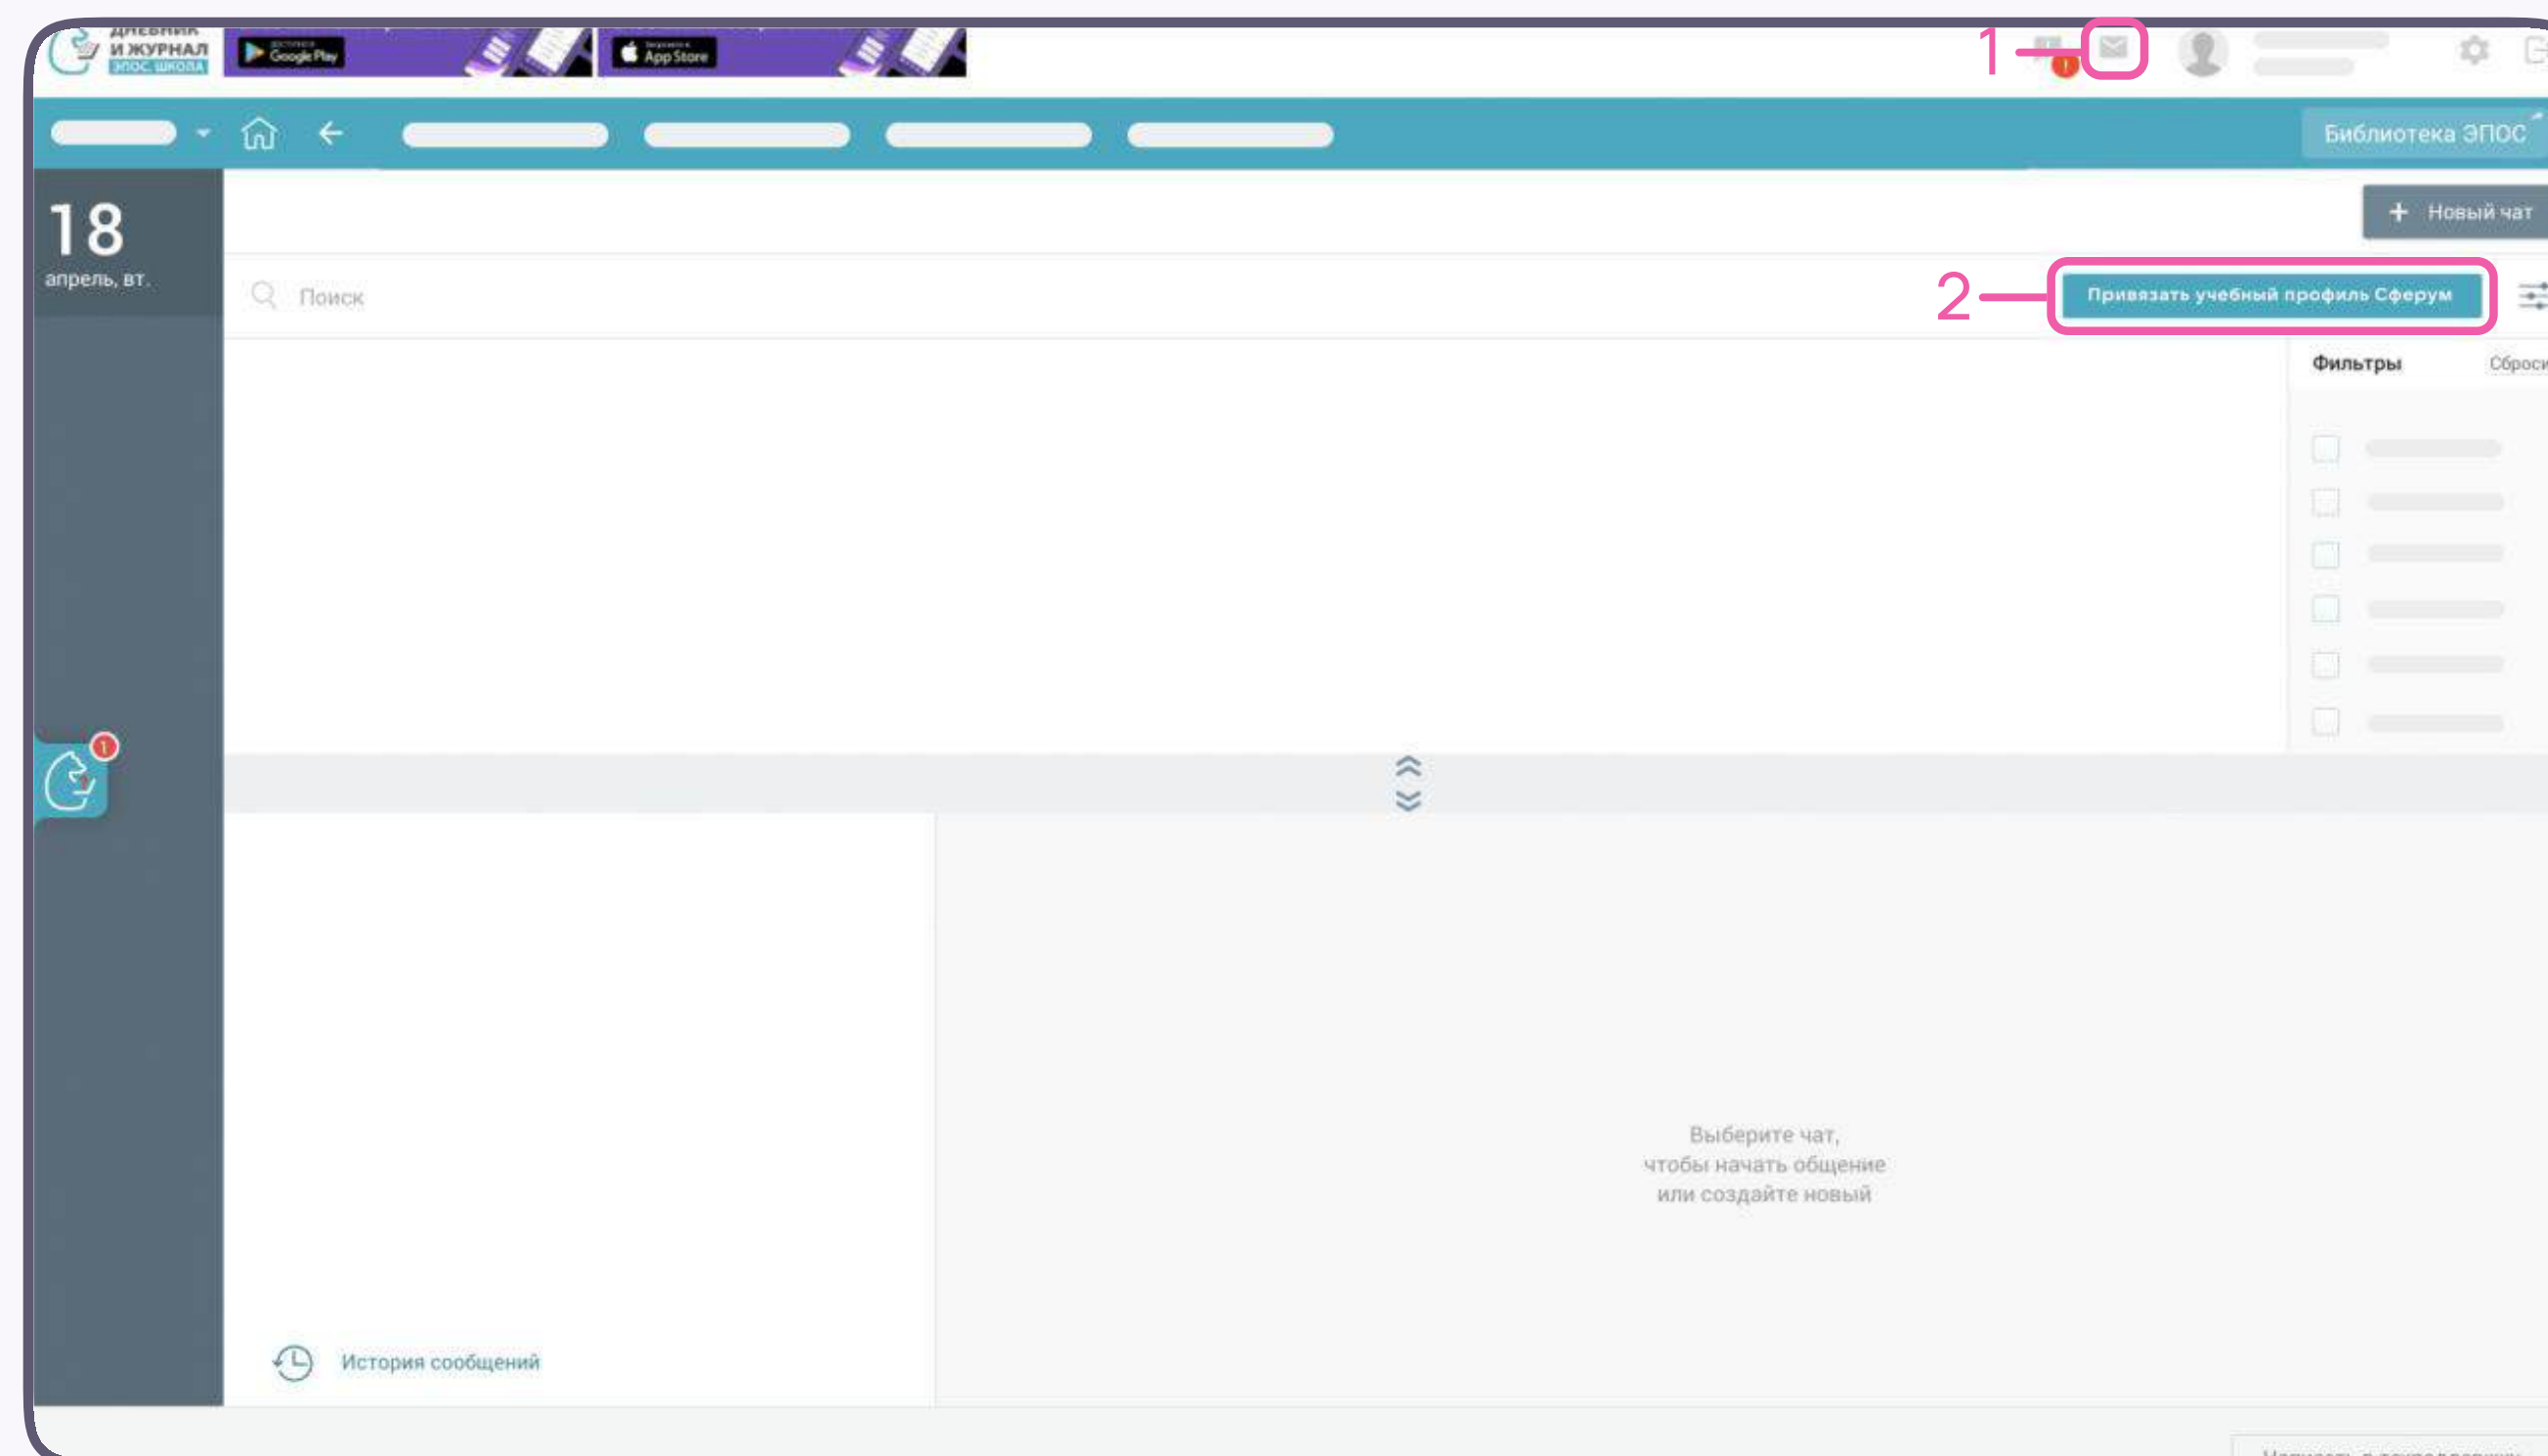 ДНЕВНИК
И ЖУРНАЛ
ЭПОС. ШКОЛА
Google Play
App Store
1
Библиотека ЭПОС
18
апрель, вт.
+ Новый чат
Поиск
2
Привязать учебный профиль Сферум
Фильтры
Сброси
1
Выберите чат,
чтобы начать общение
или создайте новый
История сообщений